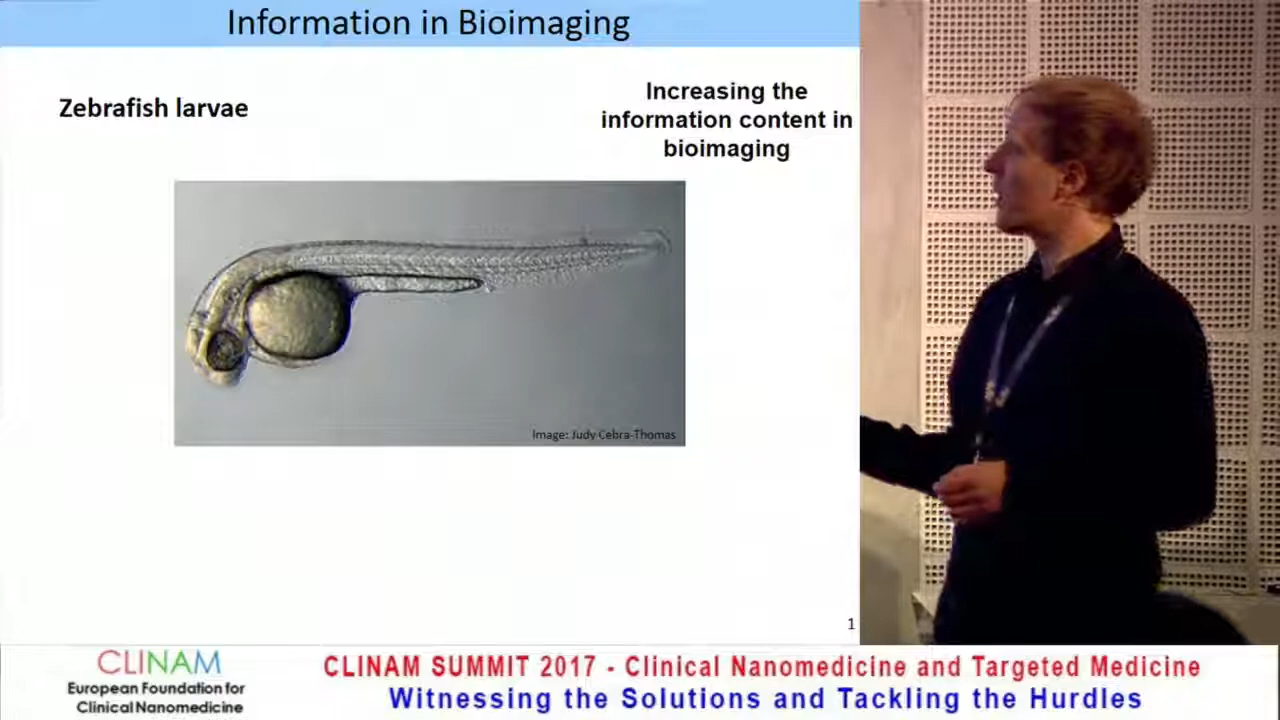 Information in Bioimaging
Zebrafish larvae
Increasing the
information content in
bioimaging
Image: Judy Cebra-Thomas
1
CLINAM
European Foundation for
Clinical Nanomedicine
CLINAM SUMMIT 2017 - Clinical Nanomedicine and Targeted Medicine
Witnessing the Solutions and Tackling the Hurdles